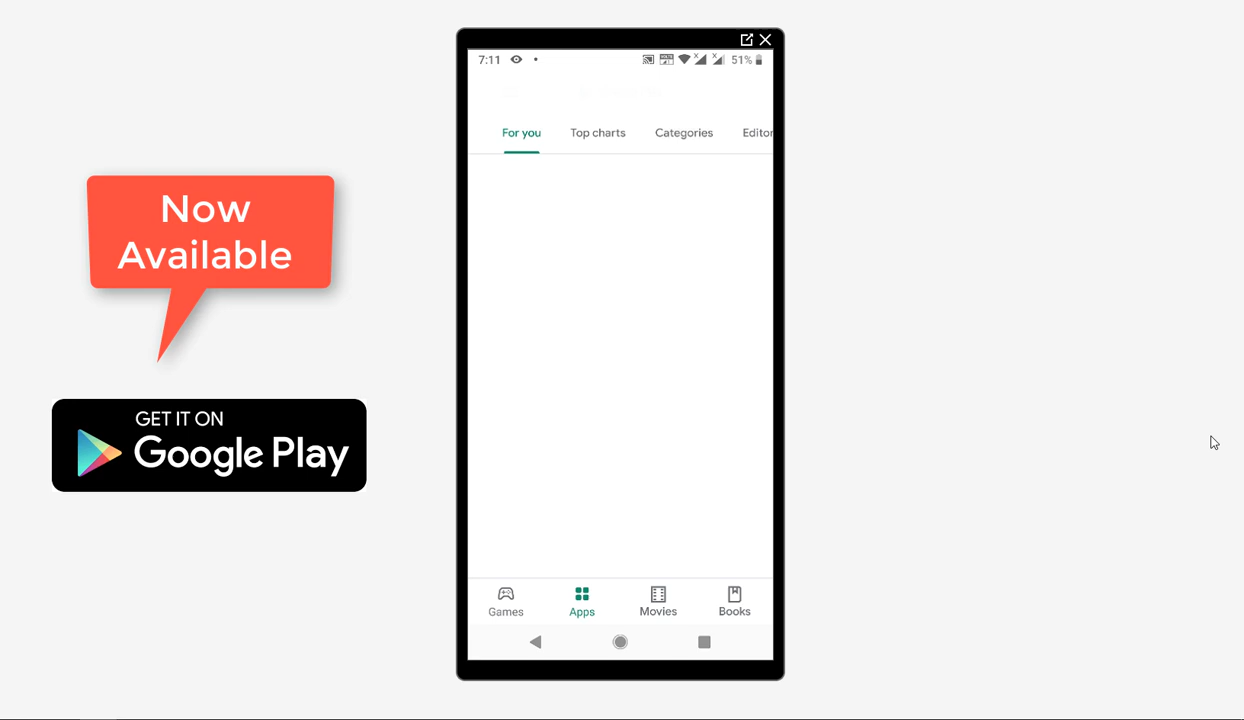 Now
Available
GET IT ON
Google Play
7:11
51%
For you
Top charts
Categories
Editor
Games
Apps
Movies
Books